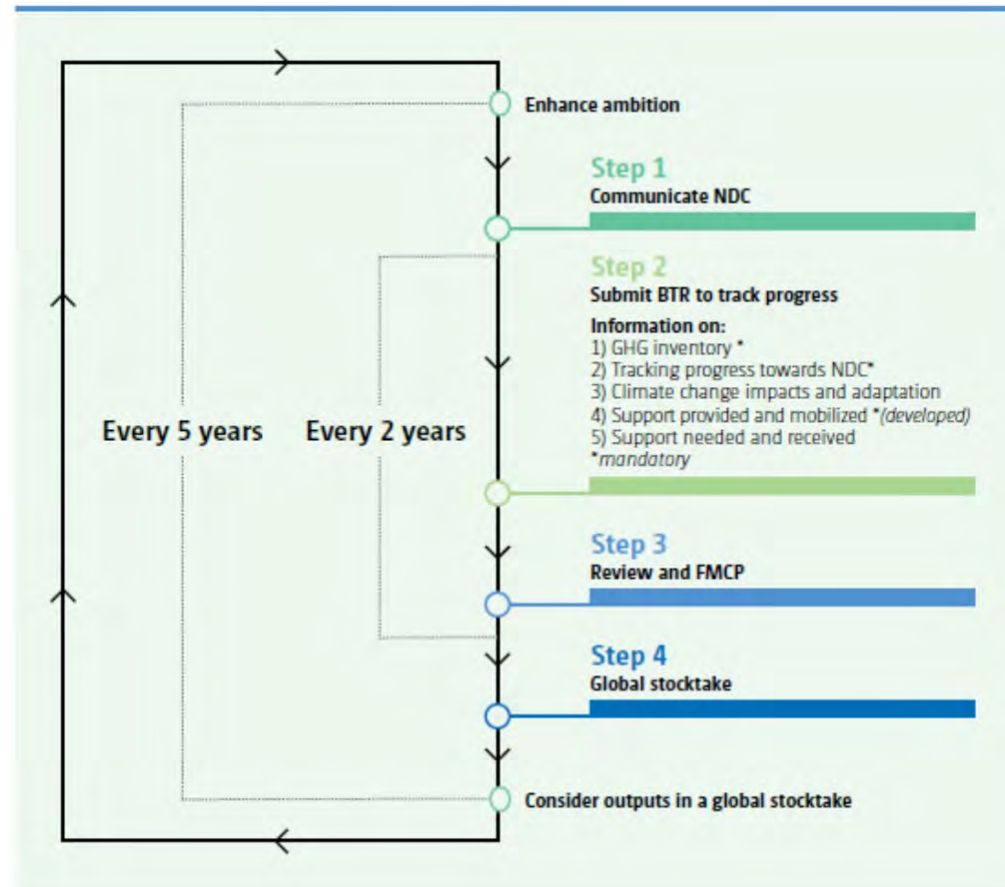 Enhance ambition
Step 1
Communicate NDC
Step 2
Submit BTR to track progress
Information on:
1) GHG inventory *
2) Tracking progress towards NDC*
3) Climate change impacts and adaptation
4) Support provided and mobilized *(developed)
5) Support needed and received
*mandatory
Every 5 years
Every 2 years
Step 3
Review and FMCP
Step 4
Global stocktake
Consider outputs in a global stocktake